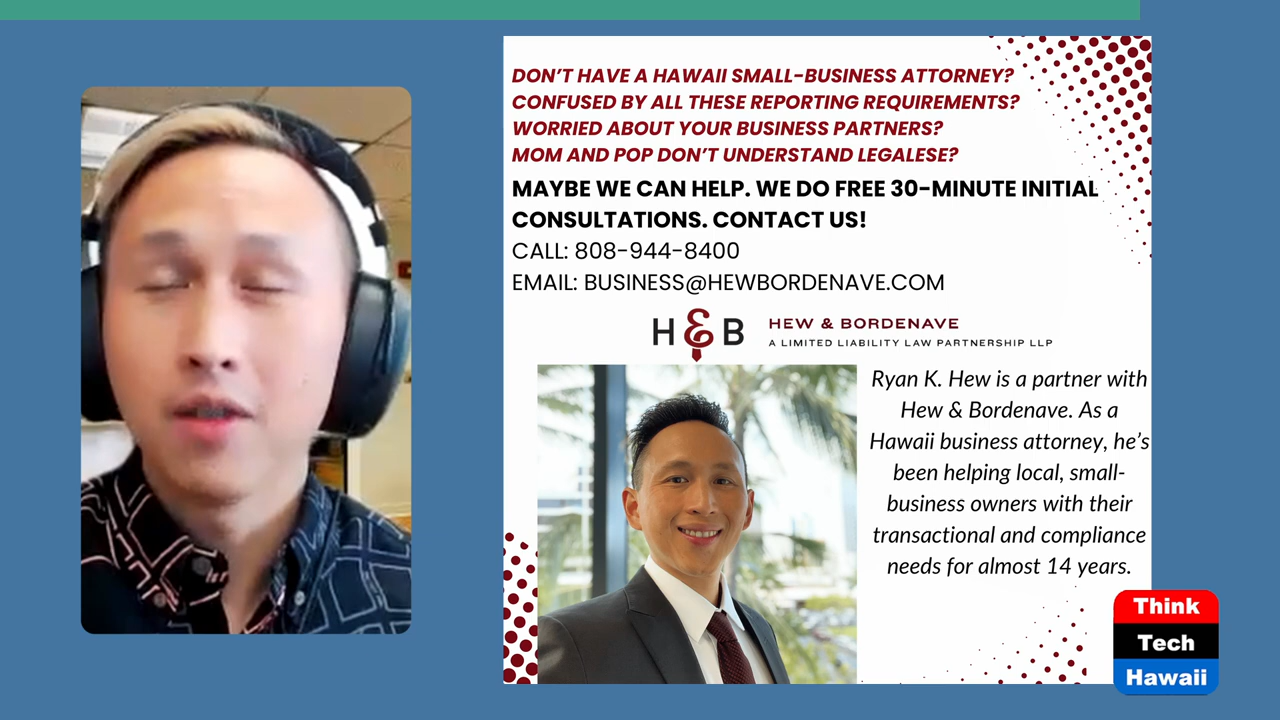 DON'T HAVE A HAWAII SMALL-BUSINESS ATTORNEY?
CONFUSED BY ALL THESE REPORTING REQUIREMENTS?
WORRIED ABOUT YOUR BUSINESS PARTNERS?
MOM AND POP DON'T UNDERSTAND LEGALESE?
MAYBE WE CAN HELP. WE DO FREE 30-MINUTE INITIAL
CONSULTATIONS. CONTACT US!
CALL: 808-944-8400
EMAIL: BUSINESS@HEWBORDENAVE.COM
H & B
HEW & BORDENAVE
A LIMITED LIABILITY LAW PARTNERSHIP LLP
Ryan K. Hew is a partner with
Hew & Bordenave. As a
Hawaii business attorney, he's
been helping local, small-
business owners with their
transactional and compliance
needs for almost 14 years.
Think
Tech
Hawaii